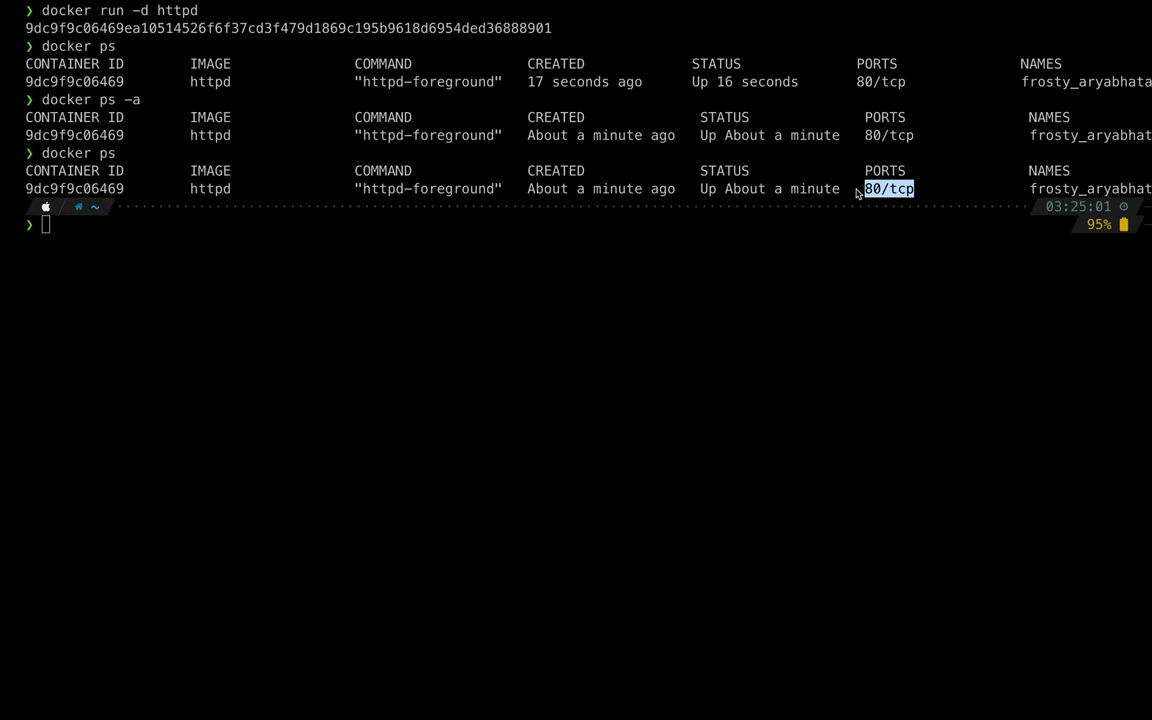 ❯ docker run -d httpd
9dc9f9c06469ea10514526f6f37cd3f479d1869c195b9618d6954ded36888901
❯ docker ps
CONTAINER ID IMAGE COMMAND CREATED STATUS PORTS NAMES
9dc9f9c06469 httpd "httpd-foreground" 17 seconds ago Up 16 seconds 80/tcp frosty_aryabhata
❯ docker ps -a
CONTAINER ID IMAGE COMMAND CREATED STATUS PORTS NAMES
9dc9f9c06469 httpd "httpd-foreground" About a minute ago Up About a minute 80/tcp frosty_aryabhat
❯ docker ps
CONTAINER ID IMAGE COMMAND CREATED STATUS PORTS NAMES
9dc9f9c06469 httpd "httpd-foreground" About a minute ago Up About a minute 80/tcp frosty_aryabhat
~ 03:25:01
❯ 95%